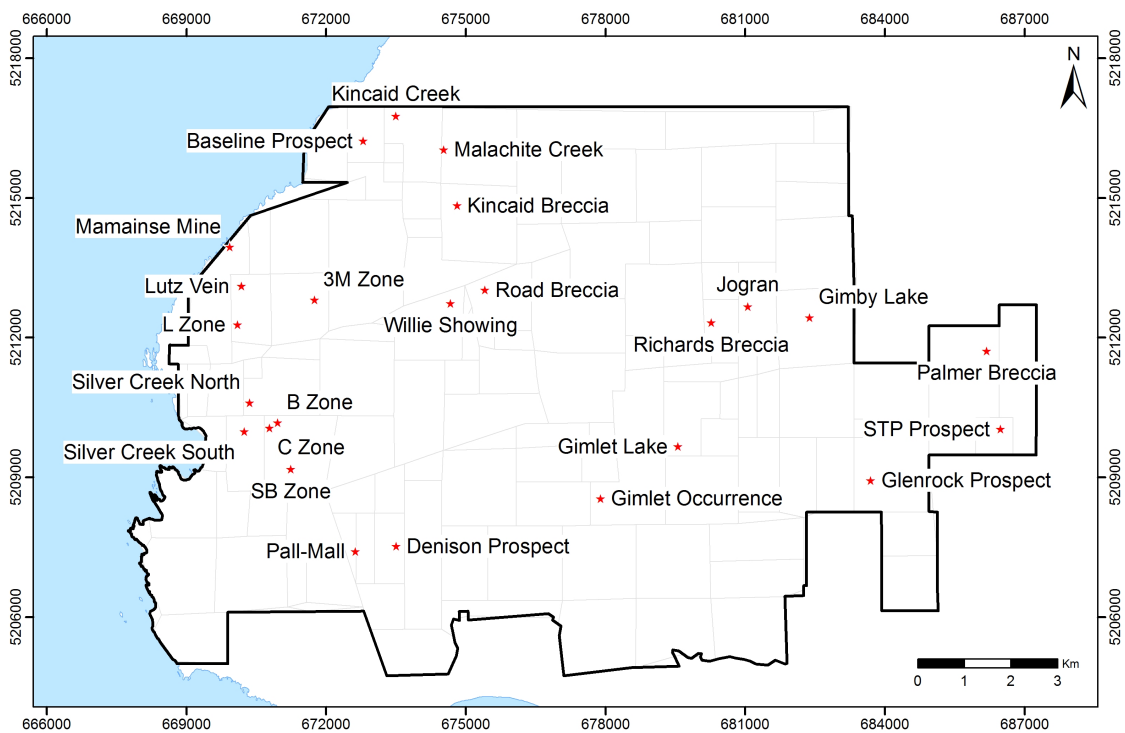 666000 669000 672000 675000 678000 681000 684000 687000
5218000
5218000
N
Kincaid Creek
Baseline Prospect
Malachite Creek
5215000
5215000
Kincaid Breccia
Mamainse Mine
3M Zone
Lutz Vein
Road Breccia
Jogran
Gimby Lake
L Zone
Willie Showing
5212000
5212000
Richards Breccia
Palmer Breccia
Silver Creek North
B Zone
STP Prospect
C Zone
Gimlet Lake
Silver Creek South
5209000
5209000
Glenrock Prospect
SB Zone
Gimlet Occurrence
Pall-Mall
Denison Prospect
5206000
5206000
Km
0 1 2 3
666000 669000 672000 675000 678000 681000 684000 687000